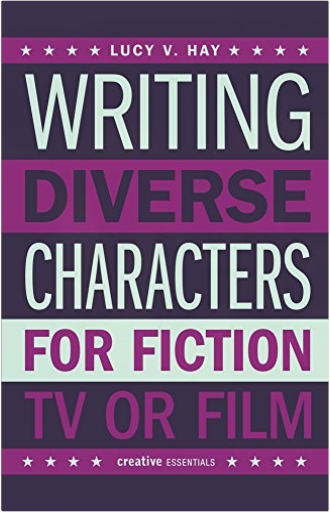 LUCY V. HAY
WRITING
DIVERSE
CHARACTERS
FOR FICTION
TV OR FILM
creative ESSENTIALS